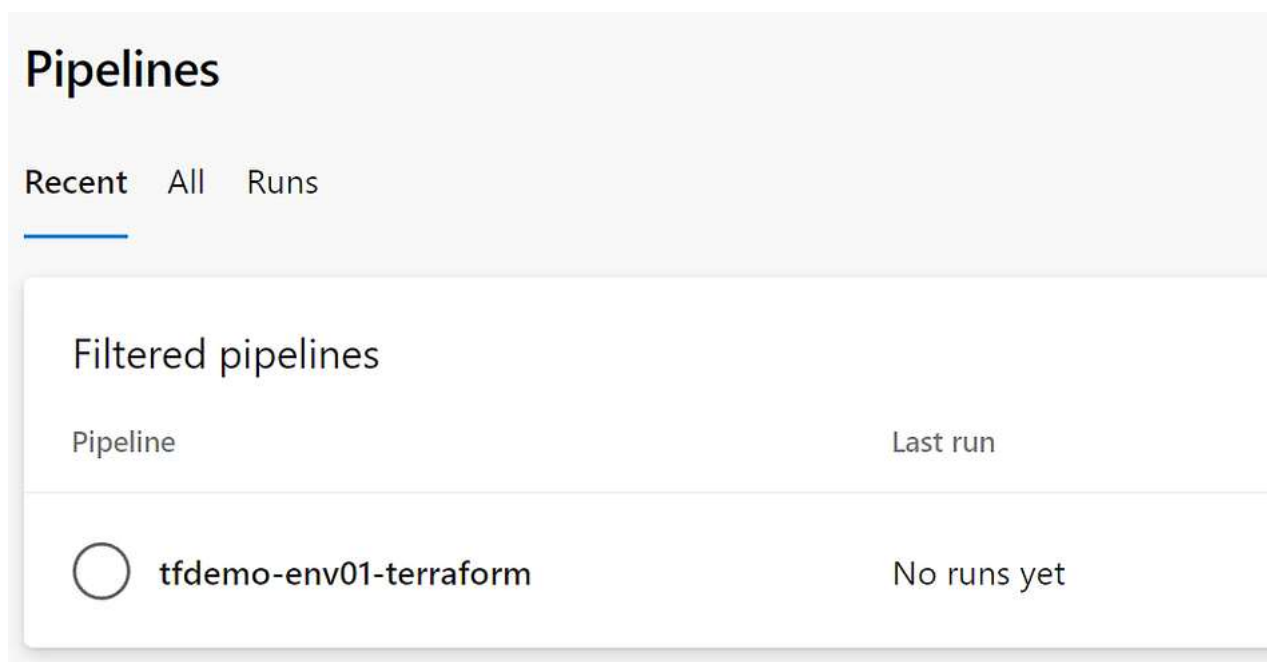 Pipelines
Recent All Runs
Filtered pipelines
Pipeline Last run
tfdemo-env01-terraform No runs yet